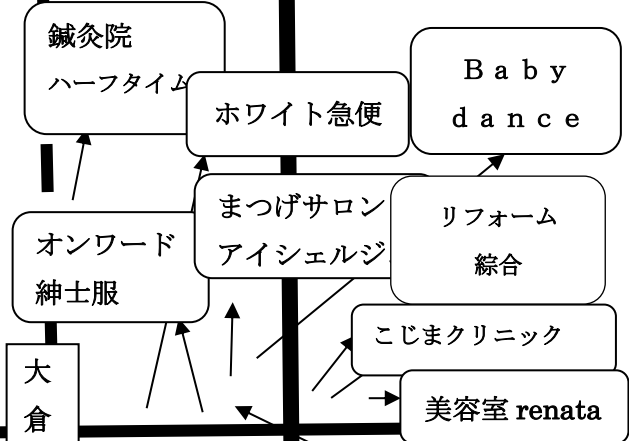 鍼灸院
ハーフタイム
ホワイト急便
Ｂａｂｙ
ｄａｎｃｅ
まつげサロン
アイシェルジ
リフォーム
綜合
オンワード
紳士服
こじまクリニック
大
倉
美容室 renata